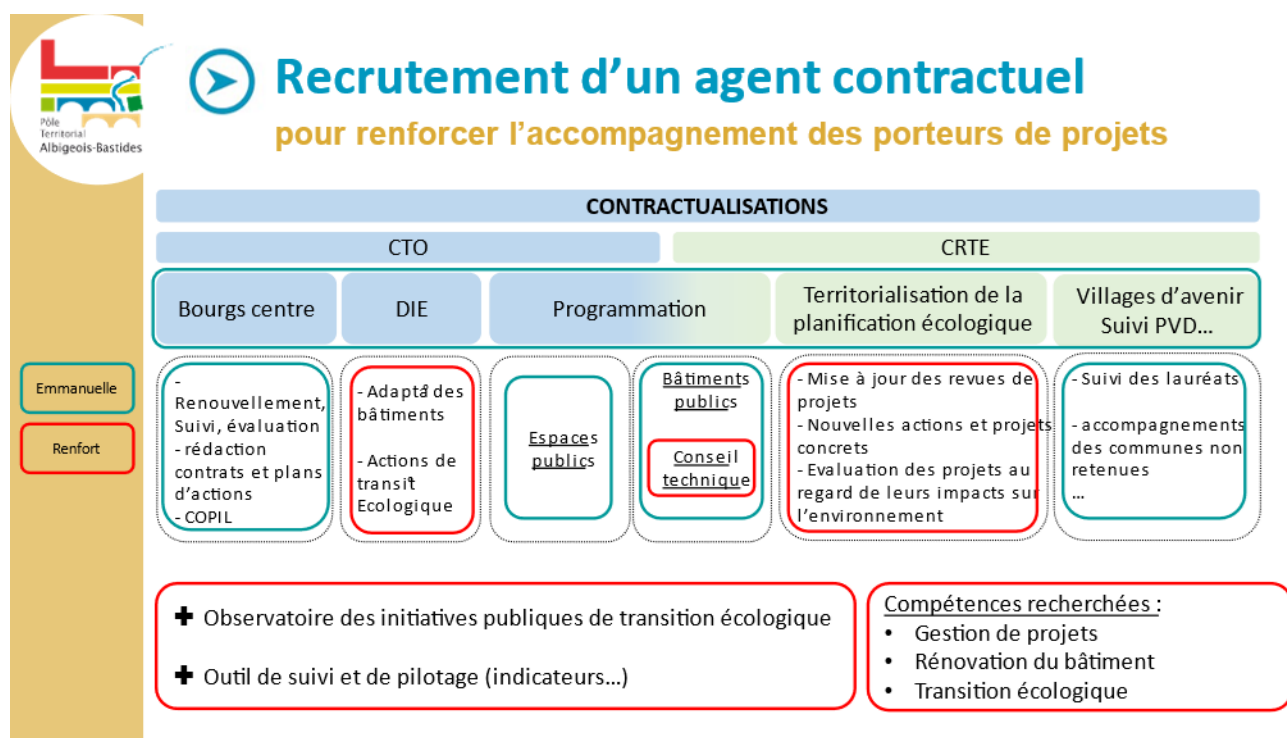 Pôle
Territorial
Albigeois-Bastides
Recrutement d’un agent contractuel
pour renforcer l’accompagnement des porteurs de projets
CONTRACTUALISATIONS
CTO
CRTE
Bourgs centre
DIE
Programmation
Territorialisation de la
planification écologique
Villages d’avenir
Suivi PVD...
Emmanuelle
Renfort
-
Renouvellement,
Suivi, évaluation
- rédaction
contrats et plans
d’actions
- COPIL
- Adaptá des
bâtiments
- Actions de
transit
Ecologique
Espaces
publics
Bâtiments
publics
Conseil
technique
- Mise à jour des revues de
projets
- Nouvelles actions et projets
concrets
- Evaluation des projets au
regard de leurs impacts sur
l’environnement
- Suivi des lauréats
- accompagnements
des communes non
retenues
...
+ Observatoire des initiatives publiques de transition écologique
+ Outil de suivi et de pilotage (indicateurs...)
Compétences recherchées :
• Gestion de projets
• Rénovation du bâtiment
• Transition écologique